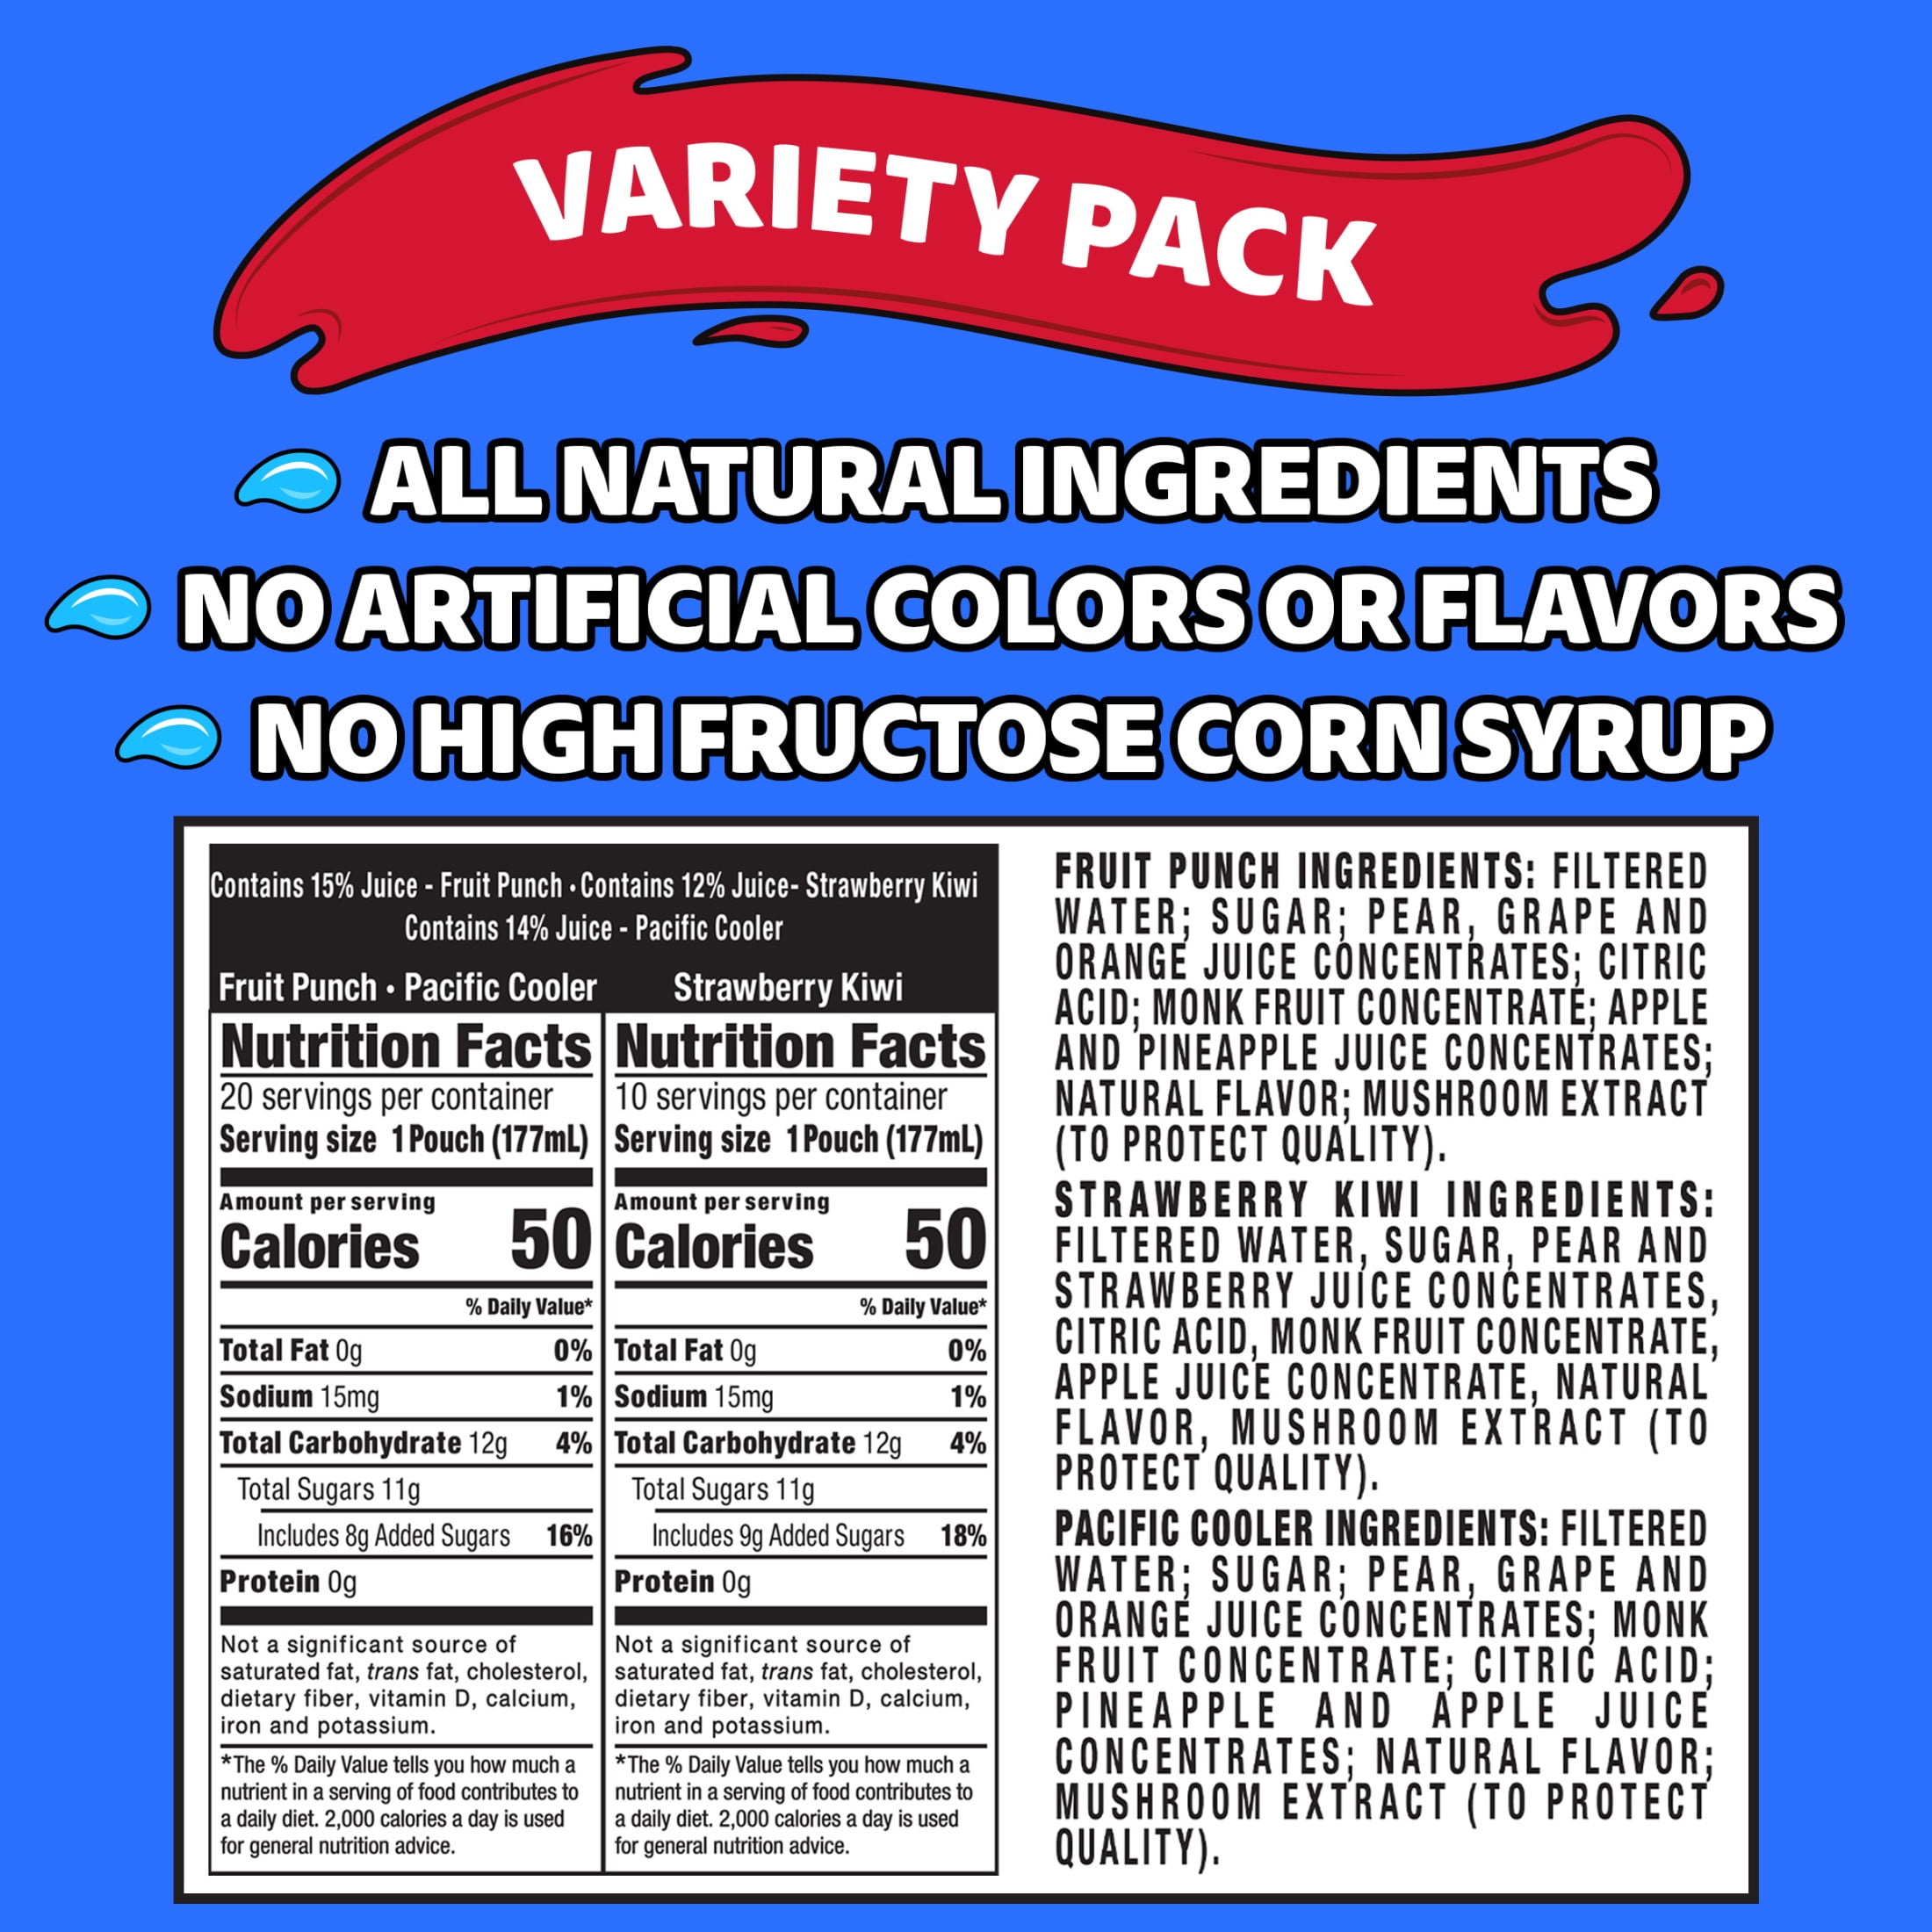 VARIETY PACK
ALL NATURAL INGREDIENTS
NO ARTIFICIAL COLORS OR FLAVORS
NO HIGH FRUCTOSE CORN SYRUP
Contains 15% Juice - Fruit Punch • Contains 12% Juice- Strawberry Kiwi
Contains 14% Juice - Pacific Cooler
Fruit Punch • Pacific Cooler
Nutrition Facts
20 servings per container
Serving size 1 Pouch (177mL)
Amount per serving
Calories 50
% Daily Value*
Total Fat 0g 0%
Sodium 15mg 1%
Total Carbohydrate 12g 4%
Total Sugars 11g
Includes 8g Added Sugars 16%
Protein 0g
Not a significant source of
saturated fat, trans fat, cholesterol,
dietary fiber, vitamin D, calcium,
iron and potassium.
*The % Daily Value tells you how much a
nutrient in a serving of food contributes to
a daily diet. 2,000 calories a day is used
for general nutrition advice.
Strawberry Kiwi
Nutrition Facts
10 servings per container
Serving size 1 Pouch (177mL)
Amount per serving
Calories 50
% Daily Value*
Total Fat 0g 0%
Sodium 15mg 1%
Total Carbohydrate 12g 4%
Total Sugars 11g
Includes 9g Added Sugars 18%
Protein 0g
Not a significant source of
saturated fat, trans fat, cholesterol,
dietary fiber, vitamin D, calcium,
iron and potassium.
*The % Daily Value tells you how much a
nutrient in a serving of food contributes to
a daily diet. 2,000 calories a day is used
for general nutrition advice.
FRUIT PUNCH INGREDIENTS: FILTERED
WATER; SUGAR; PEAR, GRAPE AND
ORANGE JUICE CONCENTRATES; CITRIC
ACID; MONK FRUIT CONCENTRATE; APPLE
AND PINEAPPLE JUICE CONCENTRATES;
NATURAL FLAVOR; MUSHROOM EXTRACT
(TO PROTECT QUALITY).
STRAWBERRY KIWI INGREDIENTS:
FILTERED WATER, SUGAR, PEAR AND
STRAWBERRY JUICE CONCENTRATES,
CITRIC ACID, MONK FRUIT CONCENTRATE,
APPLE JUICE CONCENTRATE, NATURAL
FLAVOR, MUSHROOM EXTRACT (TO
PROTECT QUALITY).
PACIFIC COOLER INGREDIENTS: FILTERED
WATER; SUGAR; PEAR, GRAPE AND
ORANGE JUICE CONCENTRATES; MONK
FRUIT CONCENTRATE; CITRIC ACID;
PINEAPPLE AND APPLE JUICE
CONCENTRATES; NATURAL FLAVOR;
MUSHROOM EXTRACT (TO PROTECT
QUALITY).